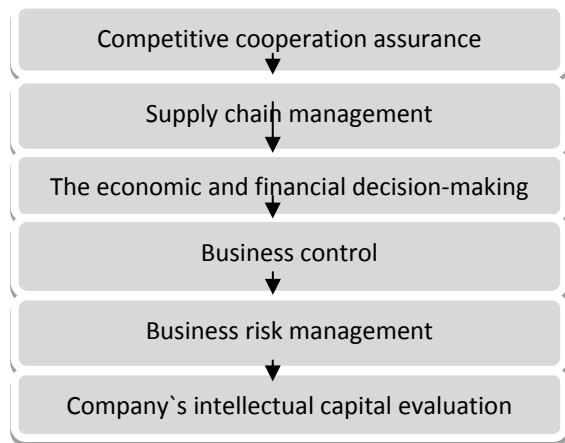 Competitive cooperation assurance
Supply chain management
The economic and financial decision-making
Business control
Business risk management
Company`s intellectual capital evaluation